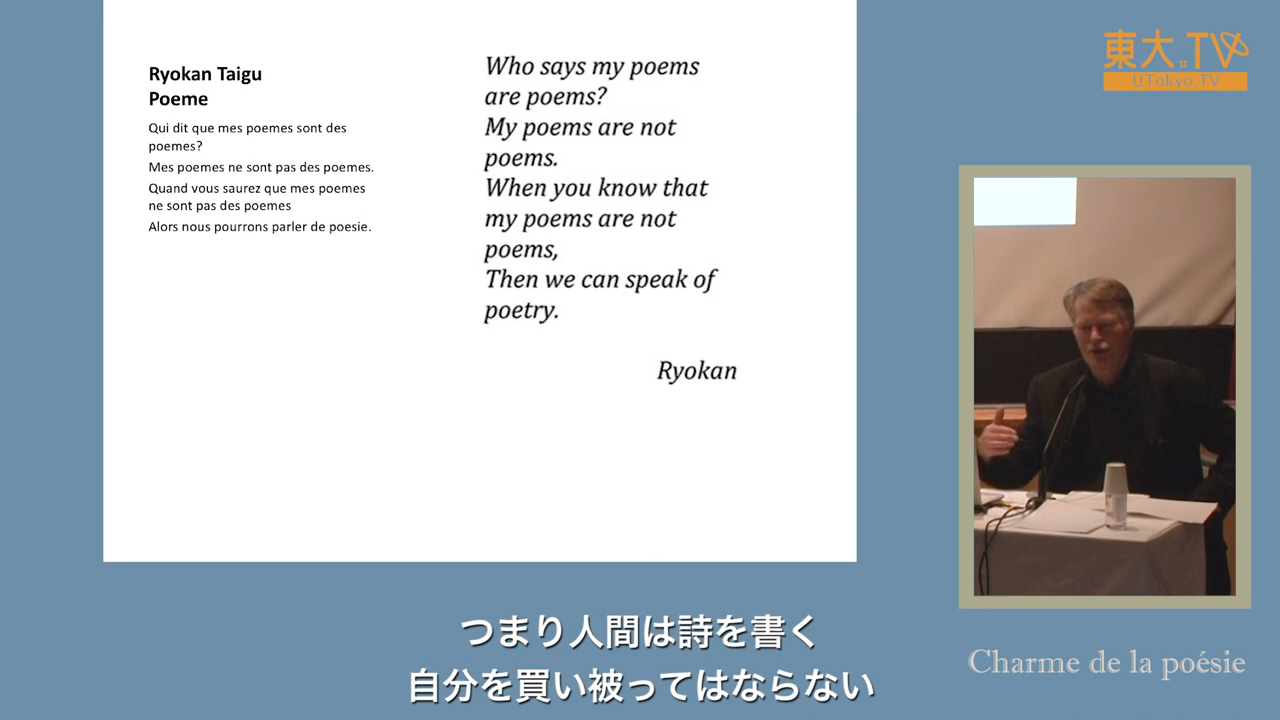 Ryokan Taigu
Poeme
Qui dit que mes poemes sont des
poemes?
Mes poemes ne sont pas des poemes.
Quand vous saurez que mes poemes
ne sont pas des poemes
Alors nous pourrons parler de poesie.
Who says my poems
are poems?
My poems are not
poems.
When you know that
my poems are not
poems,
Then we can speak of
poetry.
Ryokan
東大.TV
UTokyo.TV
Charme de la poésie
つまり人間は詩を書く
自分を買い被ってはならない